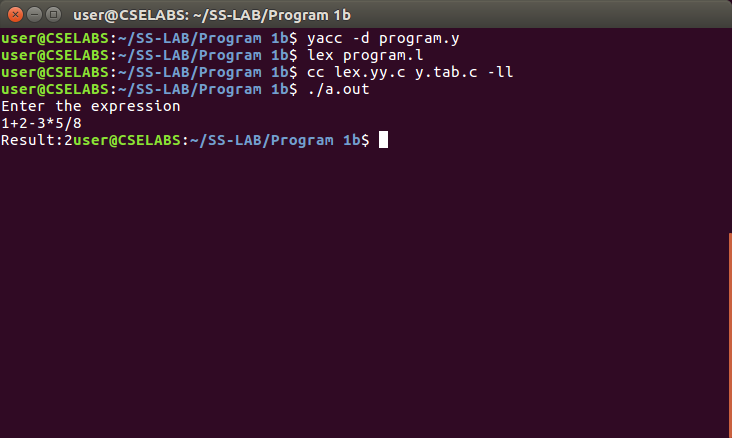 user@CSELABS: ~/SS-LAB/Program 1b
user@CSELABS:~/SS-LAB/Program 1b$ yacc -d program.y
user@CSELABS:~/SS-LAB/Program 1b$ lex program.l
user@CSELABS:~/SS-LAB/Program 1b$ cc lex.yy.c y.tab.c -ll
user@CSELABS:~/SS-LAB/Program 1b$ ./a.out
Enter the expression
1+2-3*5/8
Result:2user@CSELABS:~/SS-LAB/Program 1b$